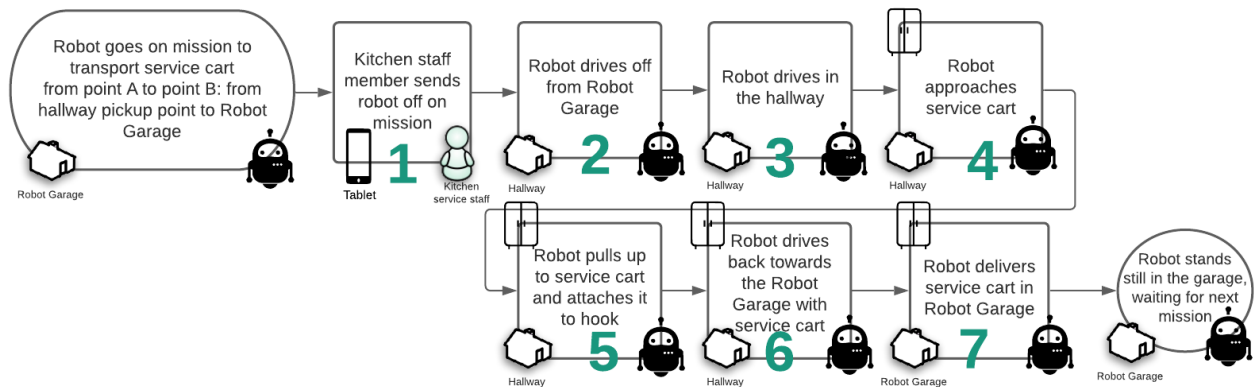 Robot goes on mission to
transport service cart
from point A to point B: from
hallway pickup point to Robot
Garage
Robot Garage
Kitchen staff
member sends
robot off on
mission
1
Tablet
Kitchen
service staff
Robot drives off
from Robot
Garage
2
Hallway
Robot drives in
the hallway
3
Hallway
Robot
approaches
service cart
4
Hallway
Robot pulls up
to service cart
and attaches it
to hook
5
Hallway
Robot drives
back towards
the Robot
Garage with
service cart
6
Hallway
Robot delivers
service cart in
Robot Garage
7
Robot Garage
Robot stands
still in the garage,
waiting for next
mission
Robot Garage